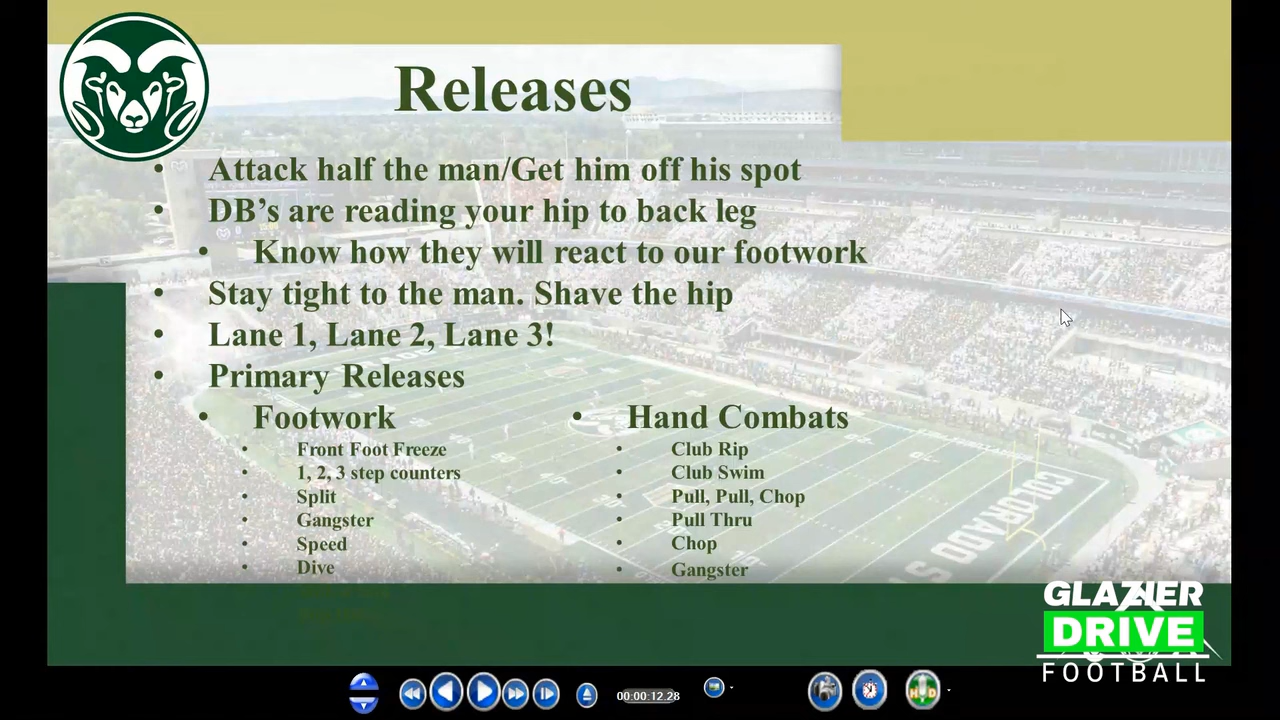 Releases
• Attack half the man/Get him off his spot
• DB's are reading your hip to back leg
• Know how they will react to our footwork
• Stay tight to the man. Shave the hip
• Lane 1, Lane 2, Lane 3!
• Primary Releases
• Footwork
• Front Foot Freeze
• 1, 2, 3 step counters
• Split
• Gangster
• Speed
• Dive
• Hand Combats
• Club Rip
• Club Swim
• Pull, Pull, Chop
• Pull Thru
• Chop
• Gangster
COLORADO ST
GLAZIER
DRIVE
FOOTBALL
00:00:12.28
HUD